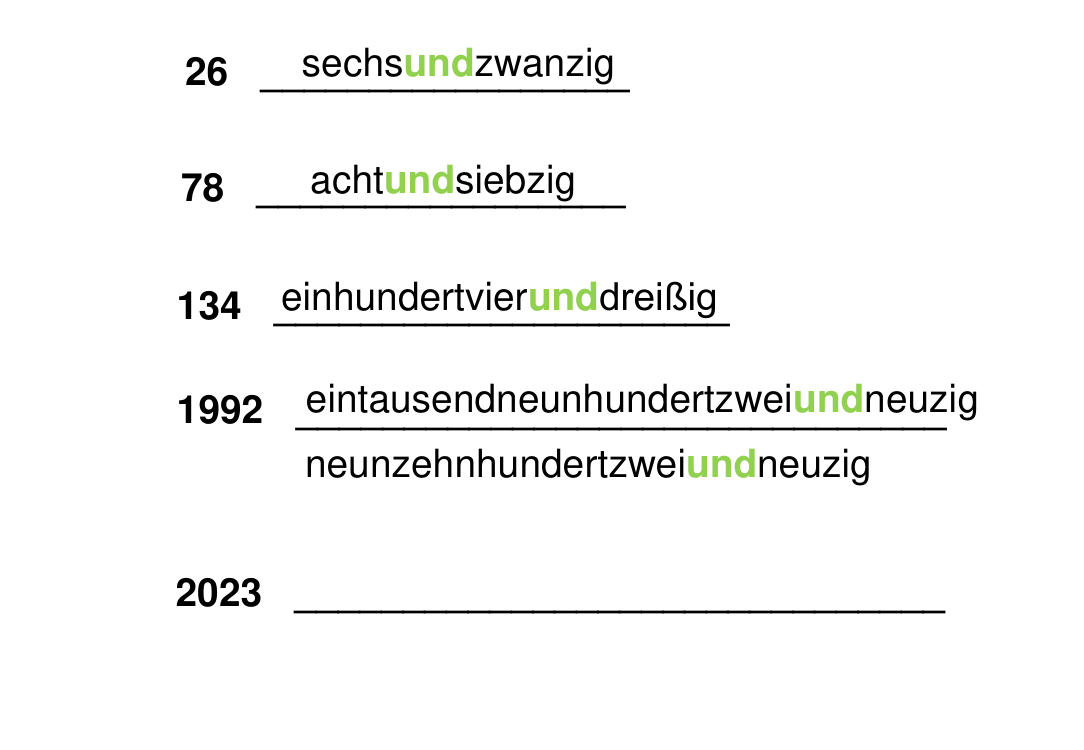 26 sechsundzwanzig
78 achtundsiebzig
134 einhundertvierunddreißig
1992 eintausendneunhundertzweiundneuzig
neunzehnhundertzweiundneuzig
2023